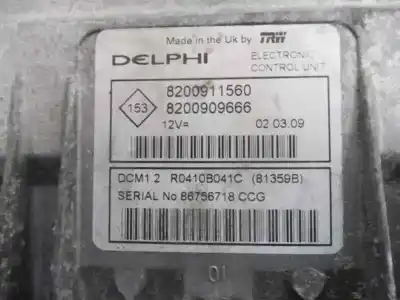 Made in the Uk by TRW
DELPHI
ELECTRONIC
CONTROL UNIT
153
8200911560
8200909666
12V=
02.03.09
DCM1.2 R0410B041C (81359B)
SERIAL No 86756718 CCG
01